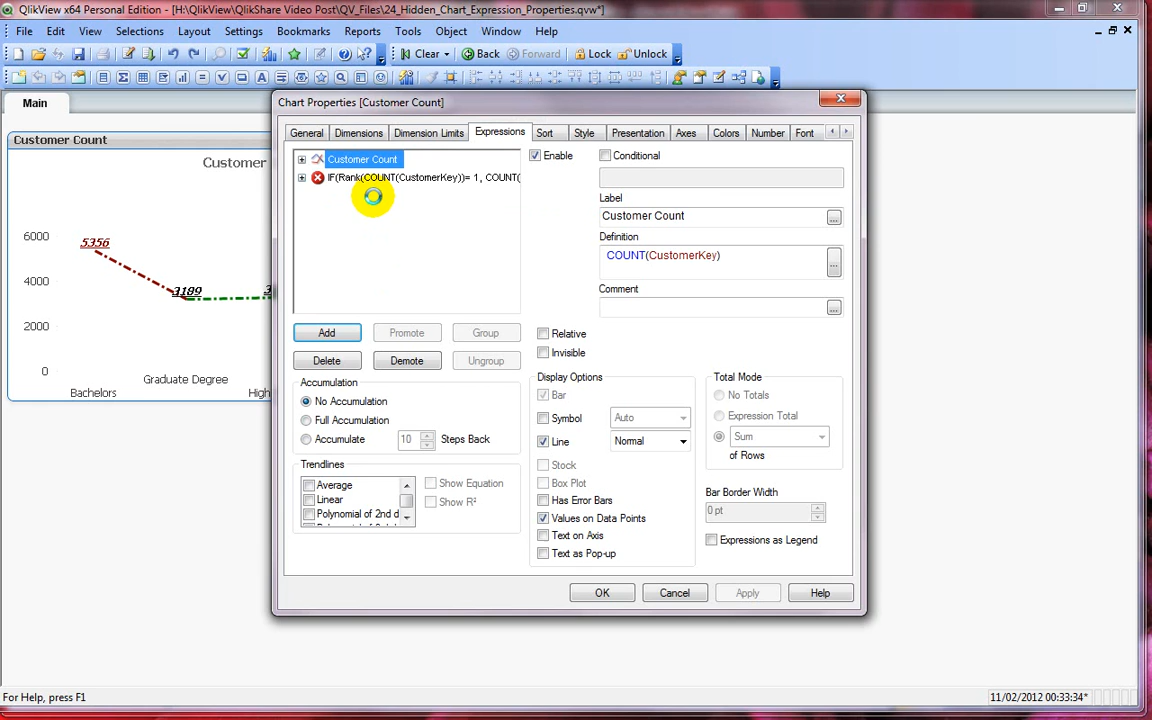 QlikView x64 Personal Edition - [H:\QlikView\QlikShare Video Post\QV_Files\24_Hidden_Chart_Expression_Properties.qvw*]
File Edit View Selections Layout Settings Bookmarks Reports Tools Object Window Help
Clear Back Forward Lock Unlock
Main
Customer Count
Customer
6000
4000
2000
0
5356
3189
3
Bachelors
Graduate Degree
High
Chart Properties [Customer Count]
General Dimensions Dimension Limits Expressions Sort Style Presentation Axes Colors Number Font
Customer Count
IF(Rank(COUNT(CustomerKey))= 1, COUNT(
Enable
Conditional
Label
Customer Count
...
Definition
COUNT(CustomerKey)
...
Comment
...
Add Promote Group
Delete Demote Ungroup
Relative
Invisible
Accumulation
No Accumulation
Full Accumulation
Accumulate 10 Steps Back
Trendlines
Average
Linear
Polynomial of 2nd d
Show Equation
Show R²
Display Options
Bar
Symbol Auto
Line Normal
Stock
Box Plot
Has Error Bars
Values on Data Points
Text on Axis
Text as Pop-up
Total Mode
No Totals
Expression Total
Sum
of Rows
Bar Border Width
0 pt
Expressions as Legend
OK Cancel Apply Help
For Help, press F1
11/02/2012 00:33:34*